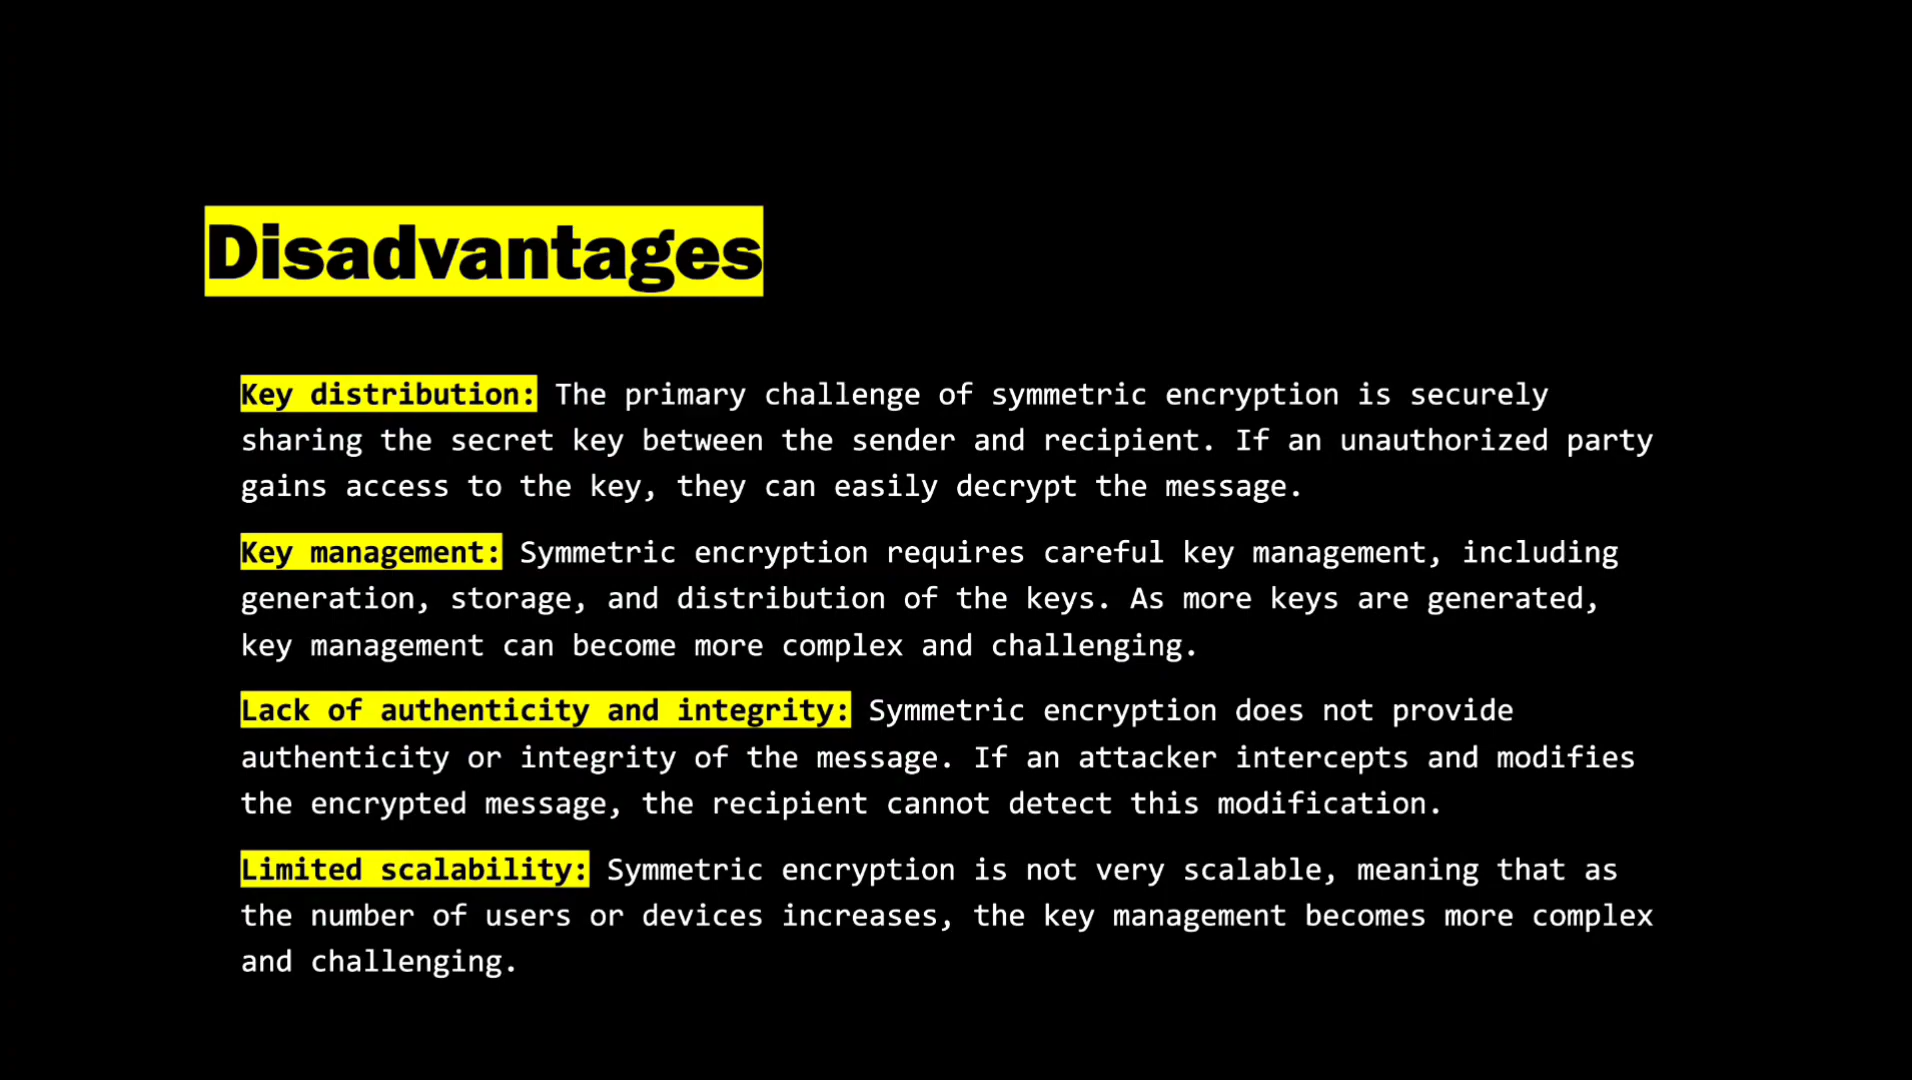 Disadvantages
Key distribution: The primary challenge of symmetric encryption is securely
sharing the secret key between the sender and recipient. If an unauthorized party
gains access to the key, they can easily decrypt the message.
Key management: Symmetric encryption requires careful key management, including
generation, storage, and distribution of the keys. As more keys are generated,
key management can become more complex and challenging.
Lack of authenticity and integrity: Symmetric encryption does not provide
authenticity or integrity of the message. If an attacker intercepts and modifies
the encrypted message, the recipient cannot detect this modification.
Limited scalability: Symmetric encryption is not very scalable, meaning that as
the number of users or devices increases, the key management becomes more complex
and challenging.